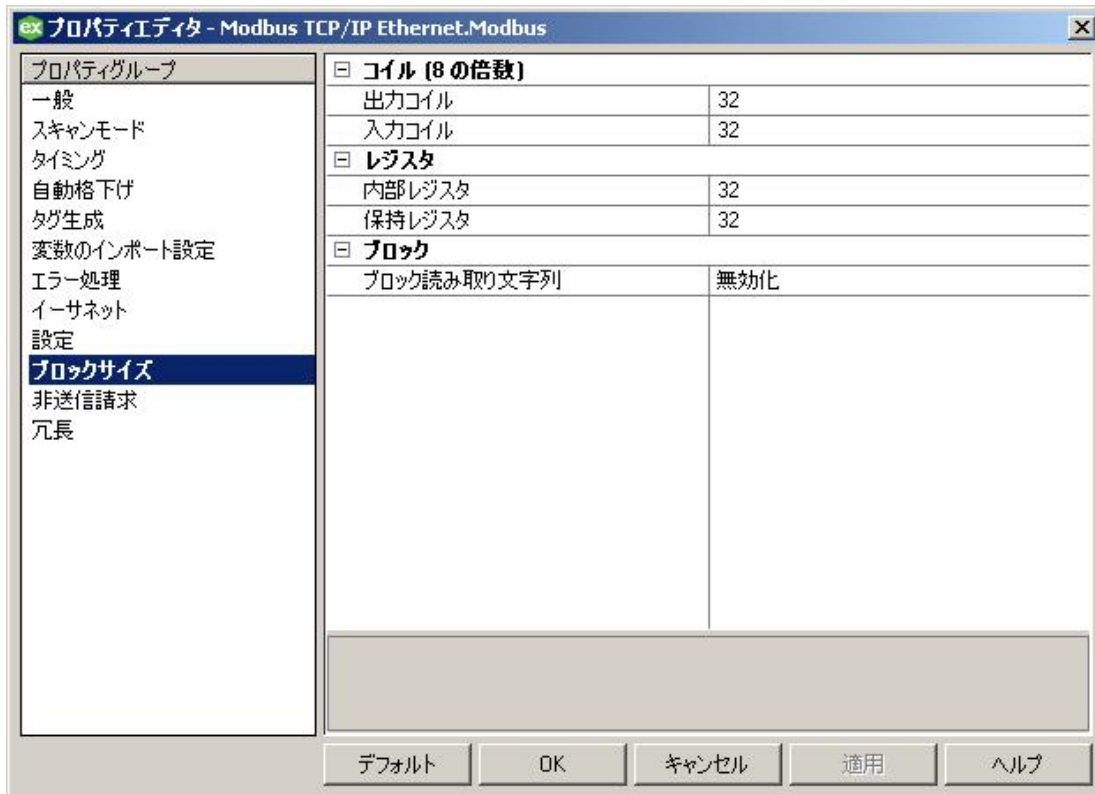 ex プロパティエディタ - Modbus TCP/IP Ethernet.Modbus
プロパティグループ
一般
スキャンモード
タイミング
自動格下げ
タグ生成
変数のインポート設定
エラー処理
イーサネット
設定
ブロックサイズ
非送信請求
冗長
コイル (8 の倍数)
出力コイル 32
入力コイル 32
レジスタ
内部レジスタ 32
保持レジスタ 32
ブロック
ブロック読み取り文字列 無効化
デフォルト OK キャンセル 適用 ヘルプ